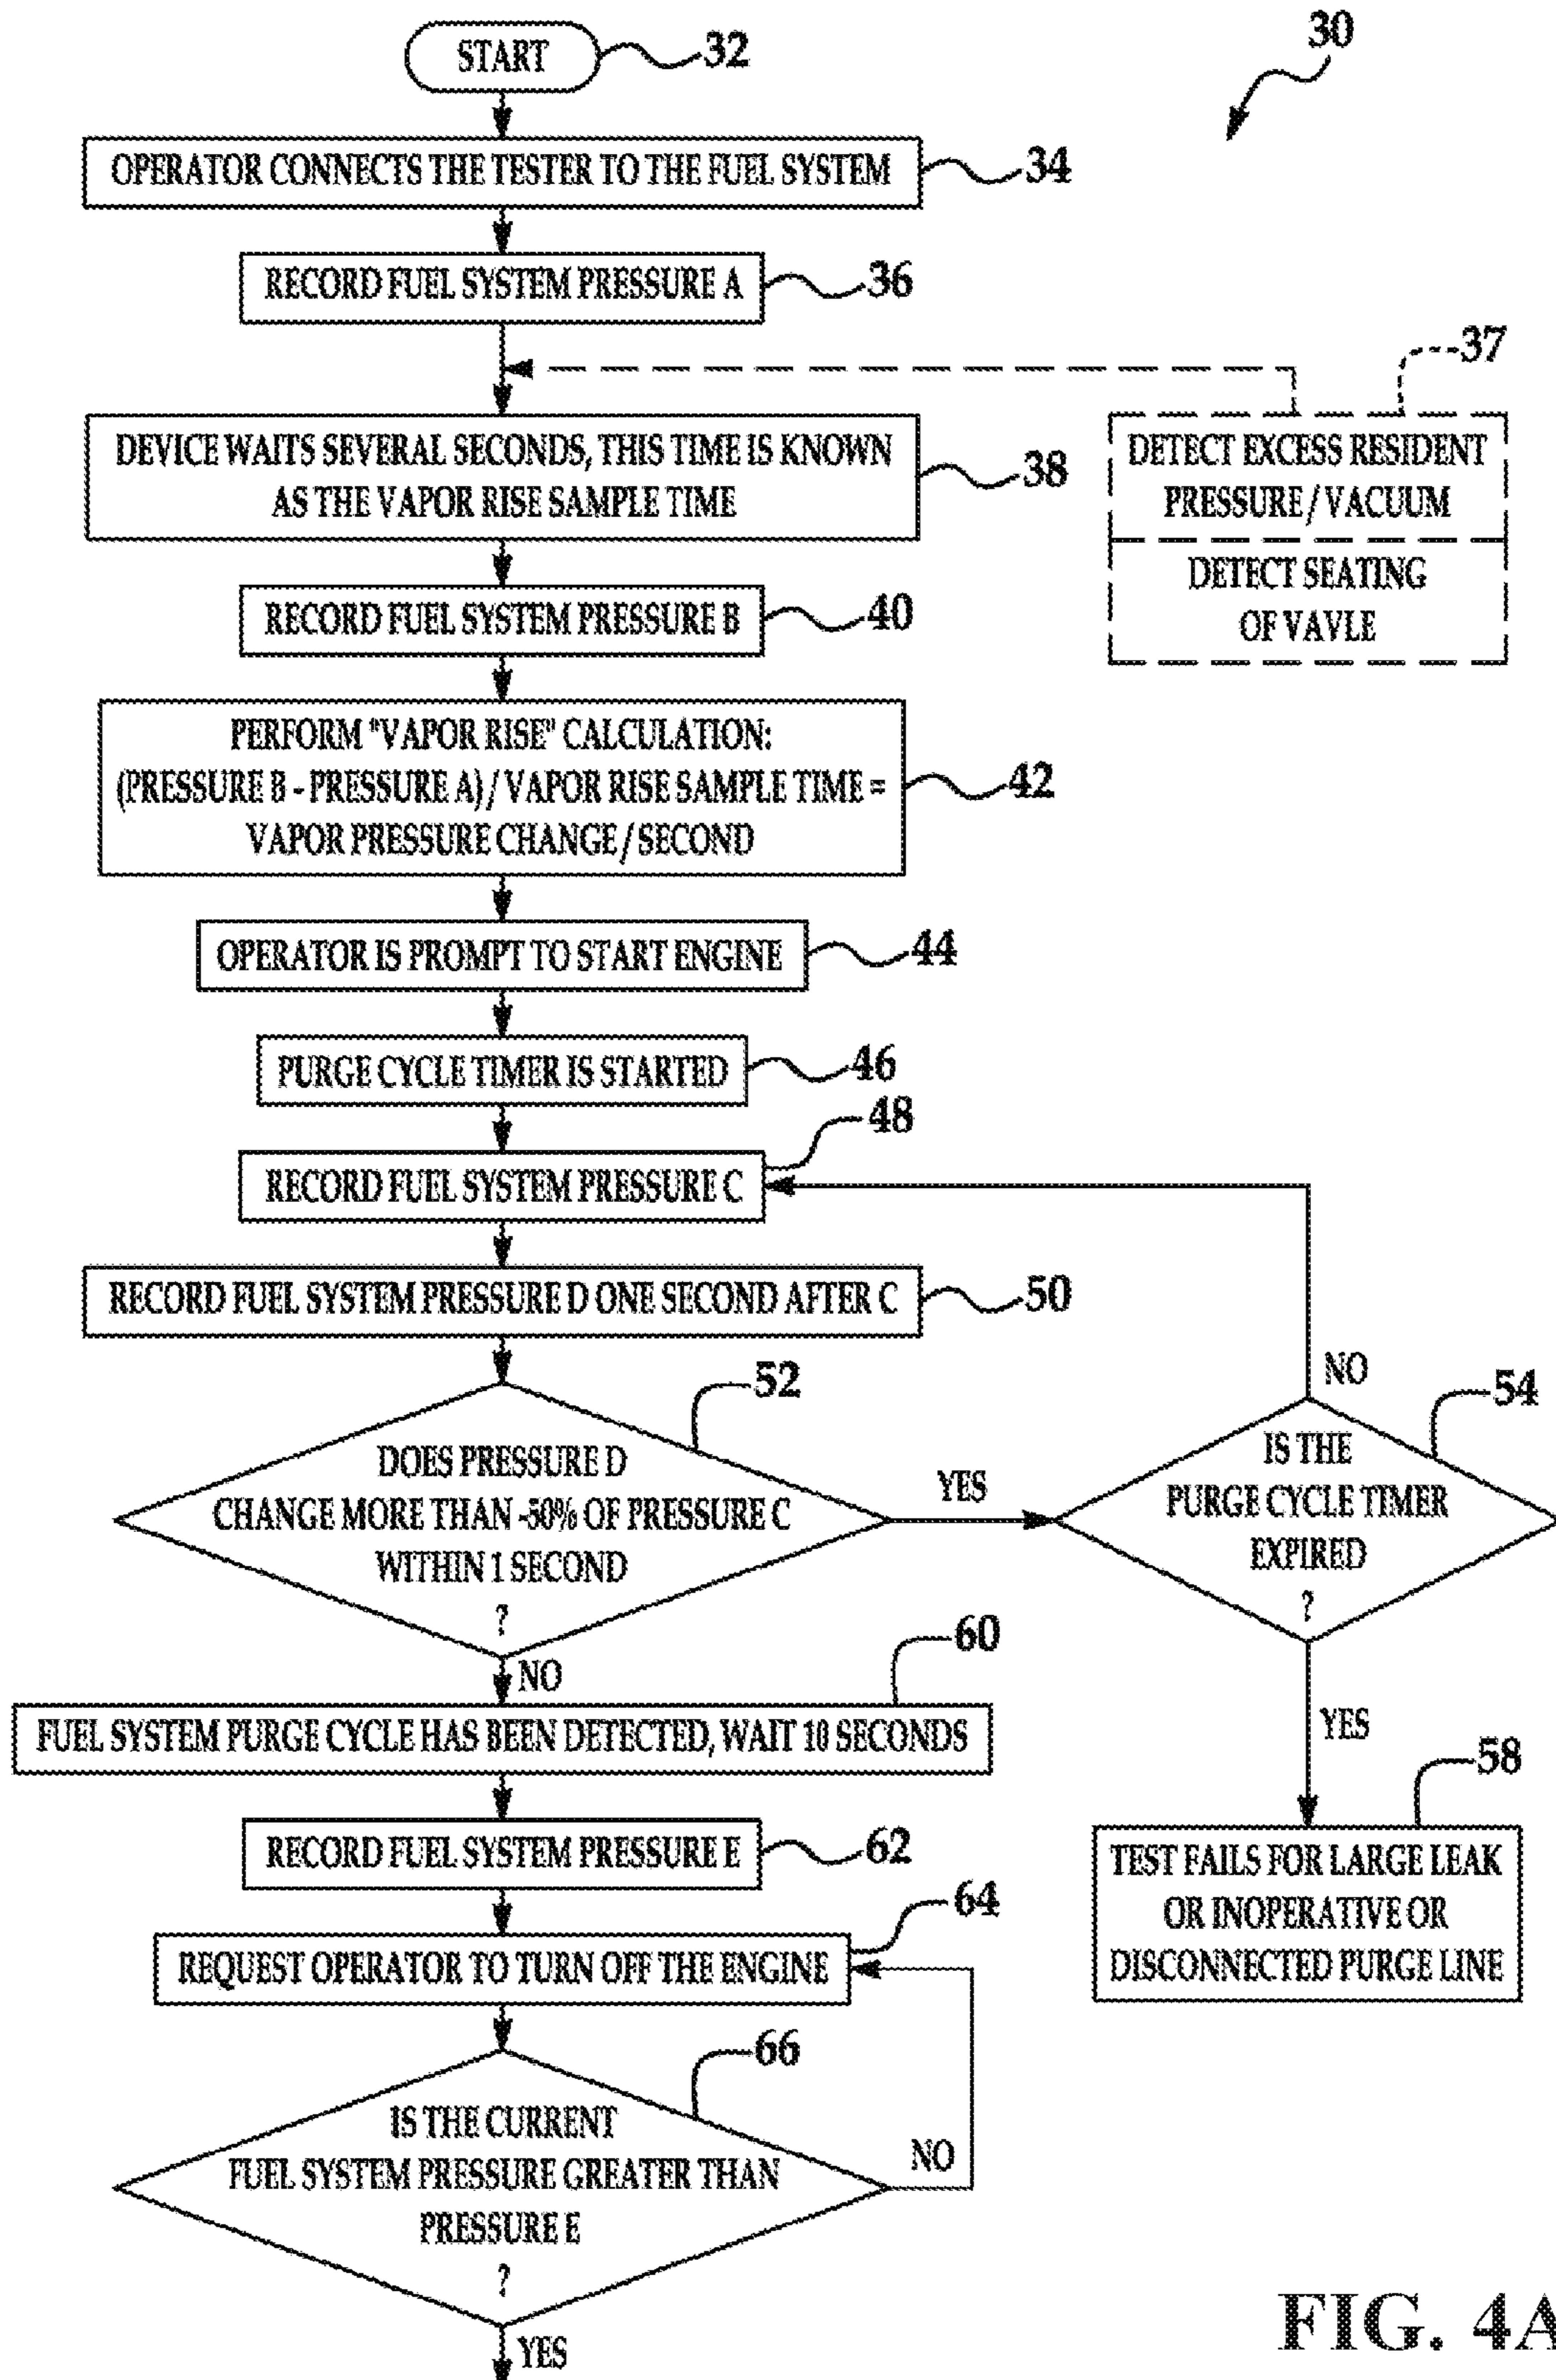 START
32
30
OPERATOR CONNECTS THE TESTER TO THE FUEL SYSTEM
34
RECORD FUEL SYSTEM PRESSURE A
36
37
DETECT EXCESS RESIDENT
PRESSURE / VACUUM
DETECT SEATING
OF VAVLE
DEVICE WAITS SEVERAL SECONDS, THIS TIME IS KNOWN
AS THE VAPOR RISE SAMPLE TIME
38
RECORD FUEL SYSTEM PRESSURE B
40
PERFORM "VAPOR RISE" CALCULATION:
(PRESSURE B - PRESSURE A) / VAPOR RISE SAMPLE TIME =
VAPOR PRESSURE CHANGE / SECOND
42
OPERATOR IS PROMPT TO START ENGINE
44
PURGE CYCLE TIMER IS STARTED
46
48
RECORD FUEL SYSTEM PRESSURE C
RECORD FUEL SYSTEM PRESSURE D ONE SECOND AFTER C
50
52
DOES PRESSURE D
CHANGE MORE THAN -50% OF PRESSURE C
WITHIN 1 SECOND
?
YES
NO
NO
54
IS THE
PURGE CYCLE TIMER
EXPIRED
?
YES
58
TEST FAILS FOR LARGE LEAK
OR INOPERATIVE OR
DISCONNECTED PURGE LINE
60
FUEL SYSTEM PURGE CYCLE HAS BEEN DETECTED, WAIT 10 SECONDS
RECORD FUEL SYSTEM PRESSURE E
62
64
REQUEST OPERATOR TO TURN OFF THE ENGINE
66
IS THE CURRENT
FUEL SYSTEM PRESSURE GREATER THAN
PRESSURE E
?
NO
YES
FIG. 4A